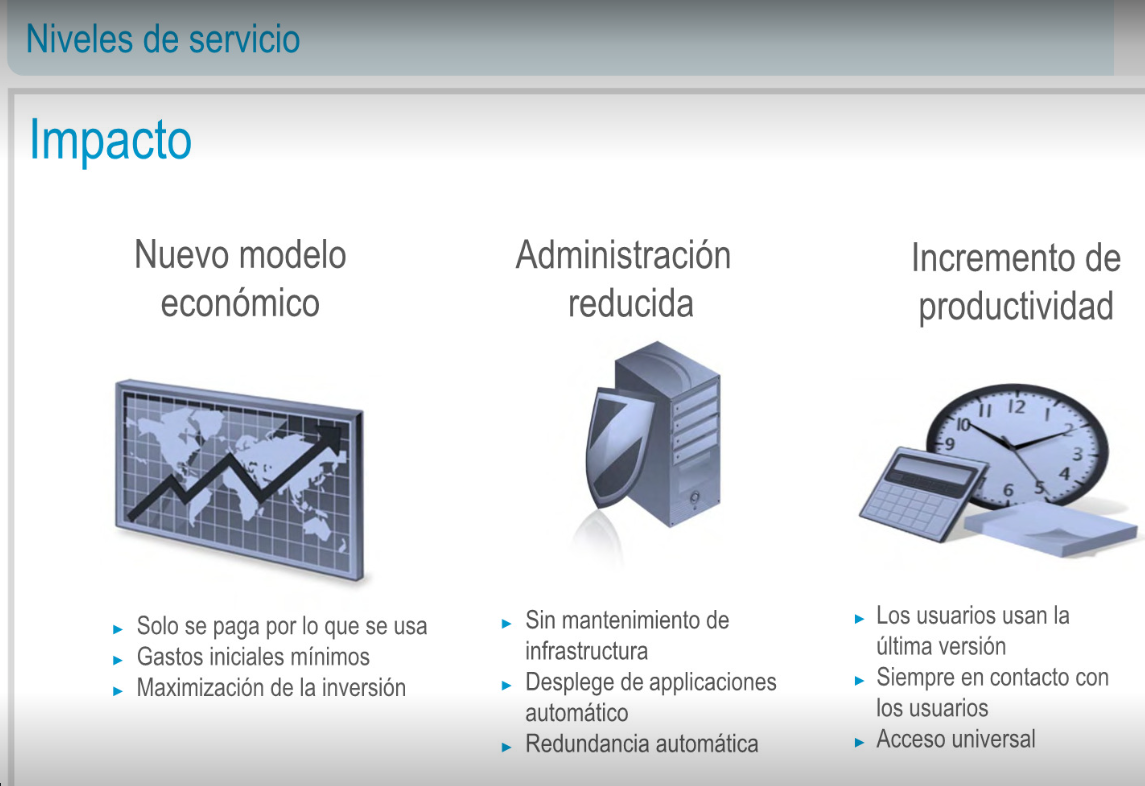 Niveles de servicio
Impacto
Nuevo modelo
económico
Solo se paga por lo que se usa
Gastos iniciales mínimos
Maximización de la inversión
Administración
reducida
Sin mantenimiento de
infrastructura
Desplege de applicaciones
automático
Redundancia automática
Incremento de
productividad
11 12 1
10 2
9 3
4
6 5
Los usuarios usan la
última versión
Siempre en contacto con
los usuarios
Acceso universal